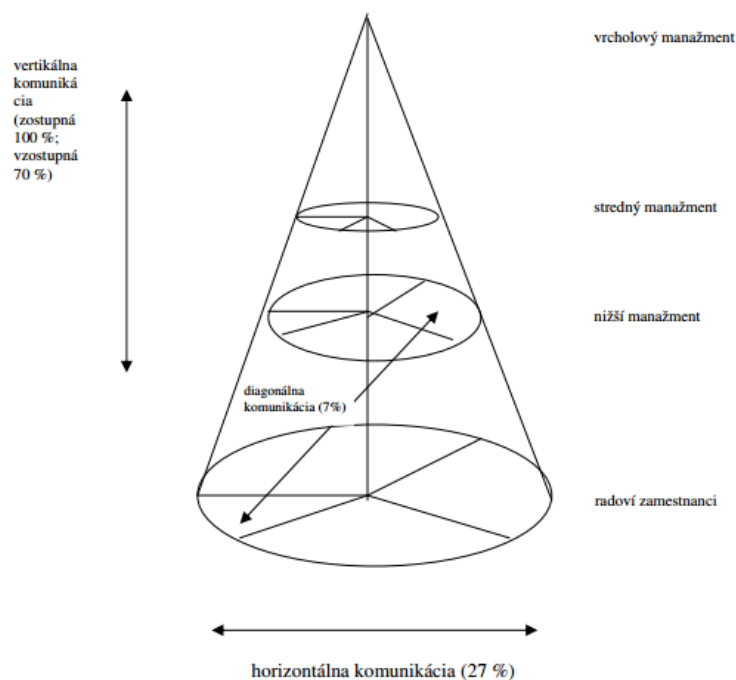 vrcholový manažment
vertikálna
komuniká
cia
(zostupná
100 %;
vzostupná
70 %)
stredný manažment
nižší manažment
diagonálna
komunikácia (7%)
radoví zamestnanci
horizontálna komunikácia (27 %)